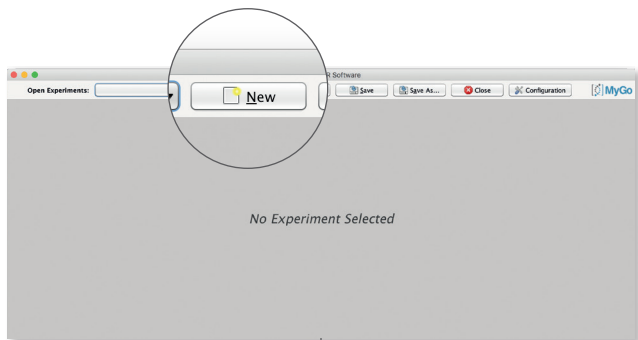 R Software
Open Experiments:
New
Save
Save As...
Close
Configuration
MyGo
No Experiment Selected